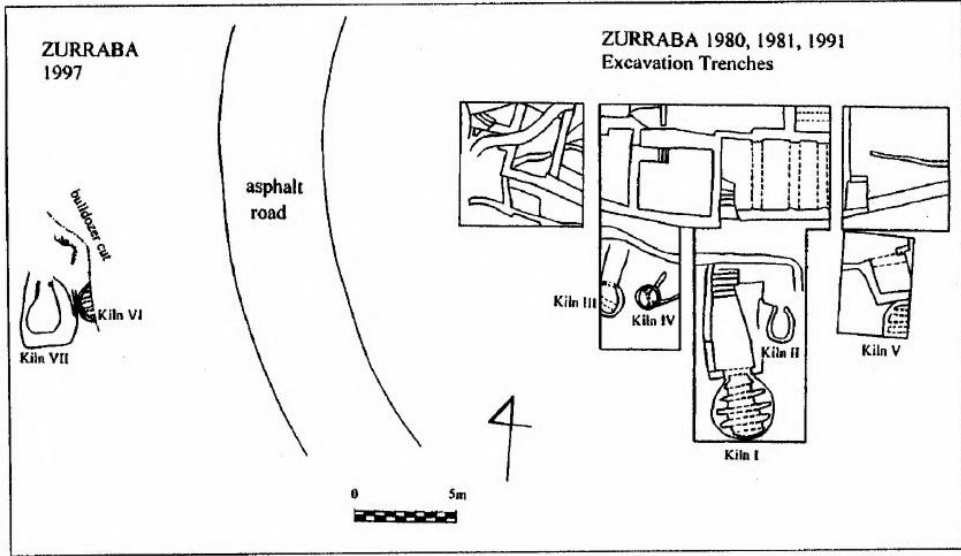 ZURRABA
1997
ZURRABA 1980, 1981, 1991
Excavation Trenches
asphalt
road
bulldozer cut
Kiln VI
Kiln VII
Kiln III
Kiln IV
Kiln II
Kiln V
Kiln I
0 5m